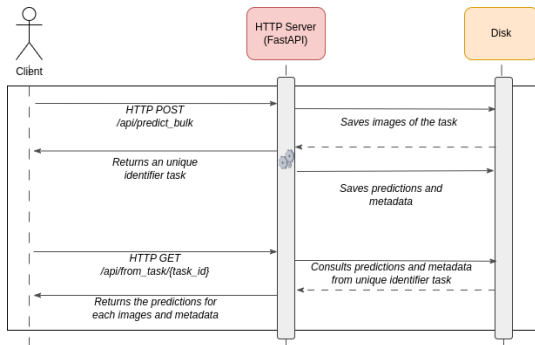 HTTP Server
(FastAPI)
Disk
Client
HTTP POST
/api/predict_bulk
Saves images of the task
Returns an unique
identifier task
Saves predictions and
metadata
HTTP GET
/api/from_task/{task_id}
Consults predictions and metadata
from unique identifier task
Returns the predictions for
each images and metadata